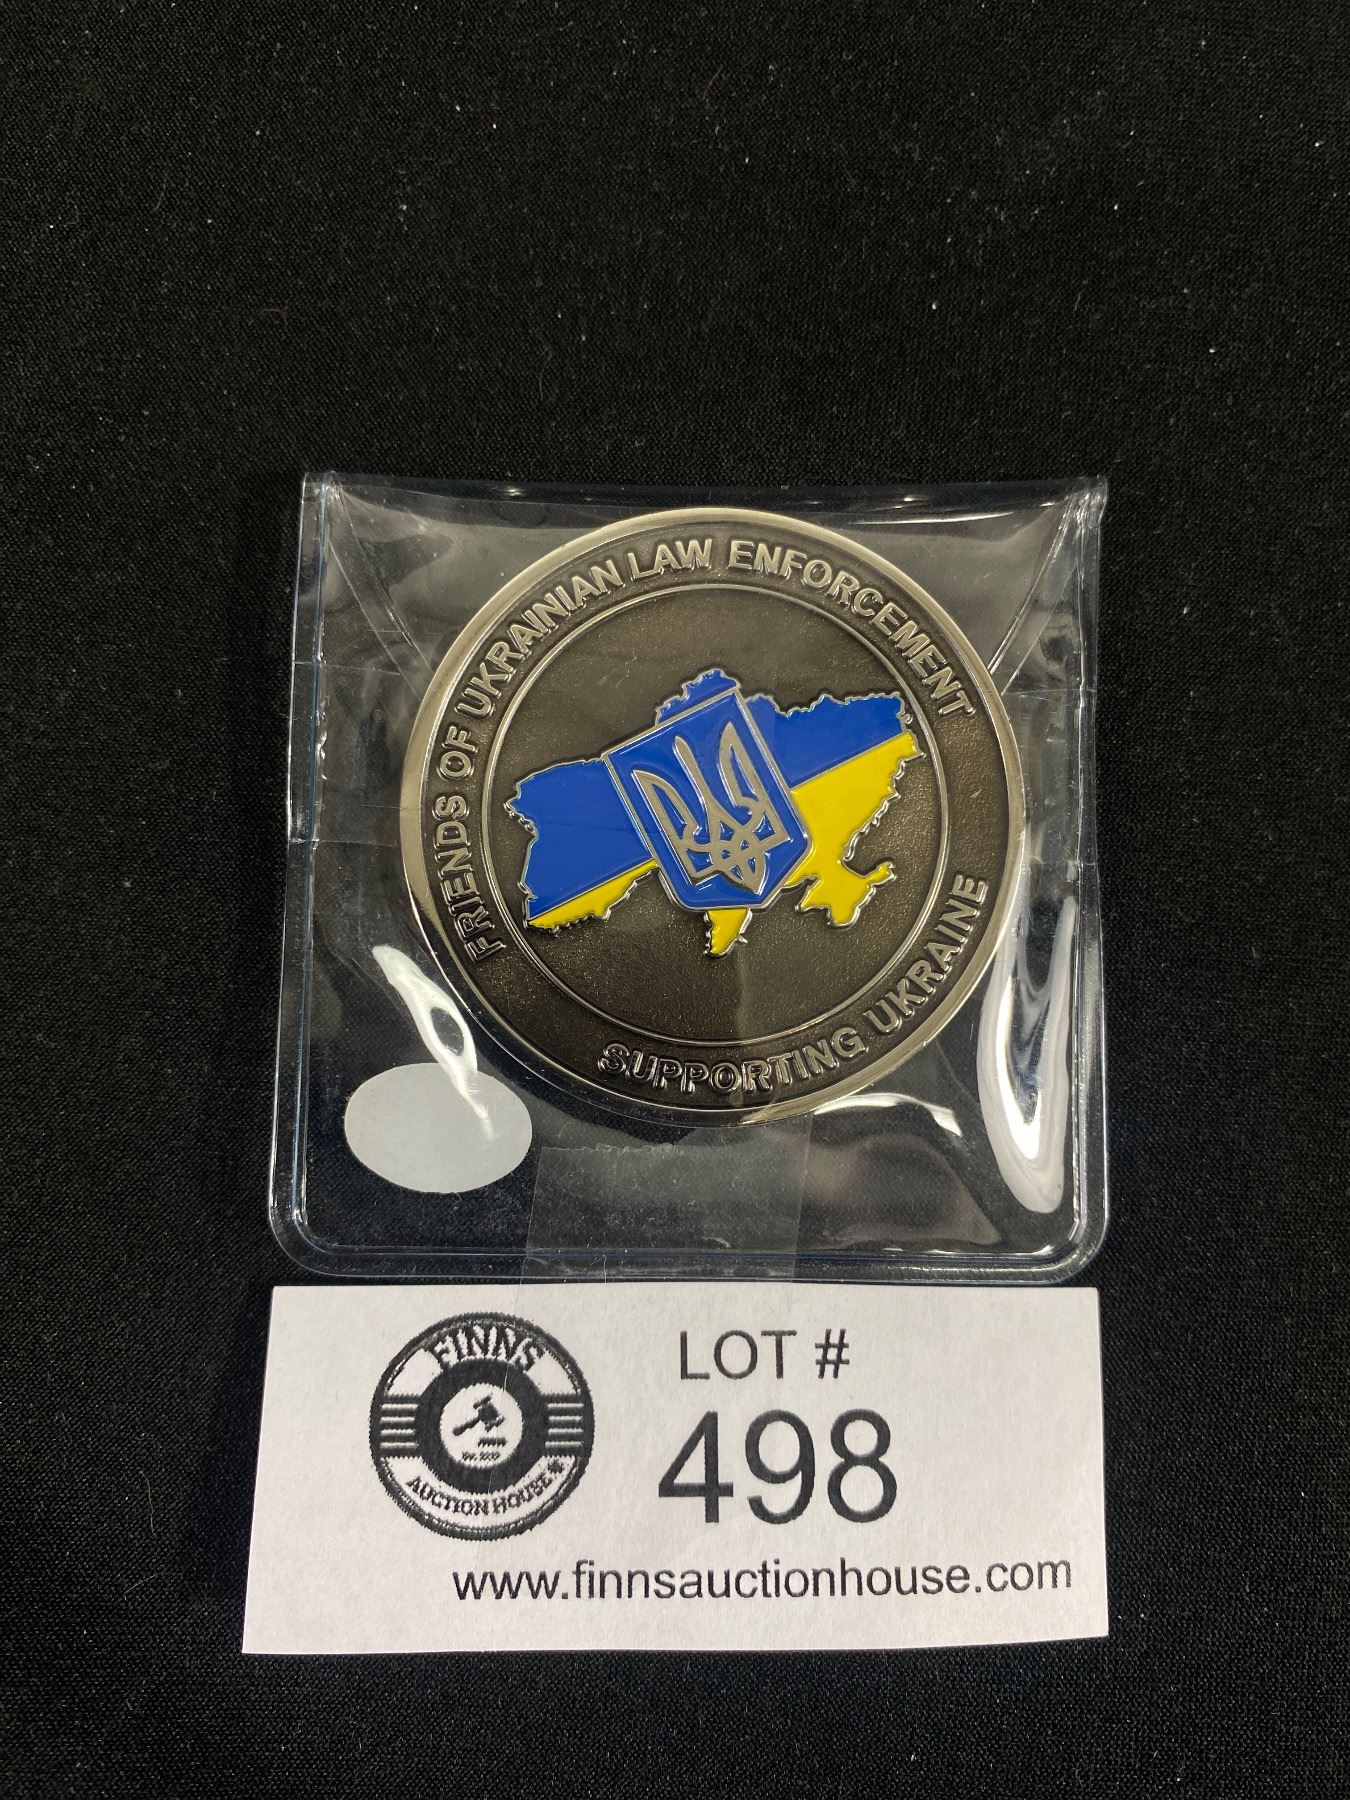 FRIENDS OF UKRAINIAN LAW ENFORCEMENT
SUPPORTING UKRAINE
FINNS
AUCTION HOUSE
LOT #
498
www.finnsauctionhouse.com